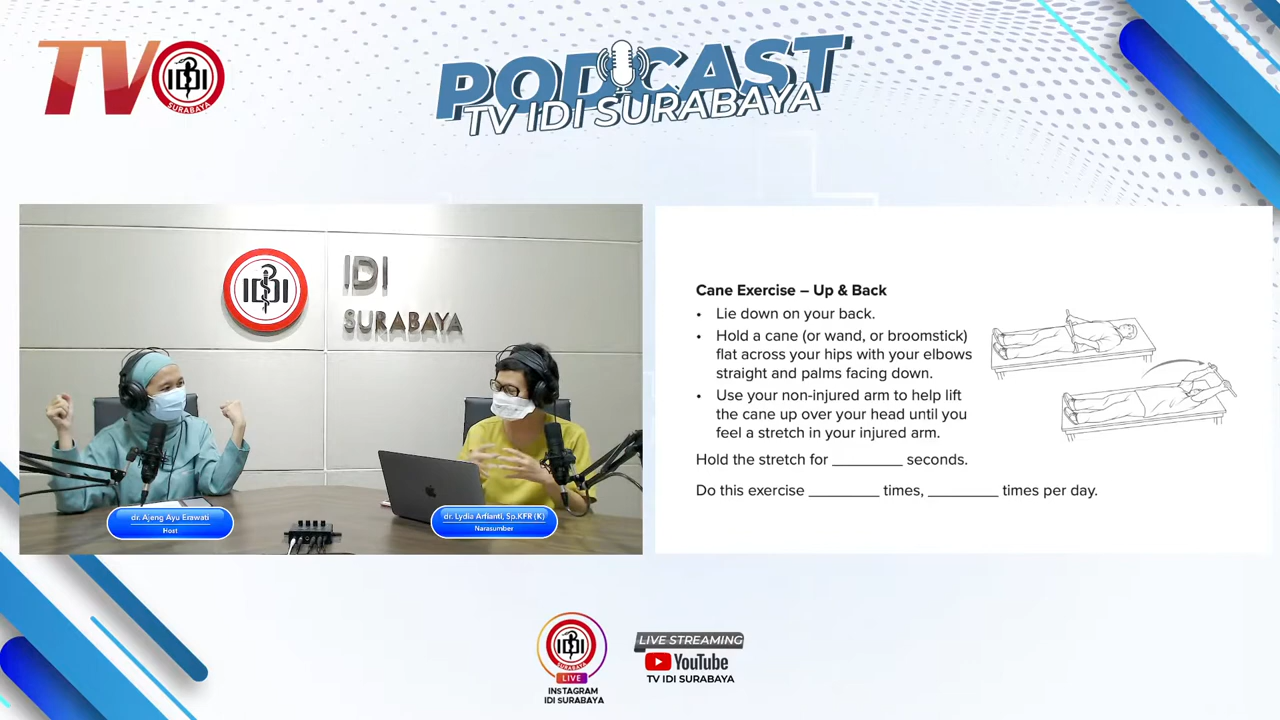 TV IDI SURABAYA
PODCAST
TV IDI SURABAYA
IDI
IDI
SURABAYA
dr. Ajeng Ayu Erawati
Host
dr. Lydia Arfianti, Sp.KFR (K)
Narasumber
Cane Exercise – Up & Back
• Lie down on your back.
• Hold a cane (or wand, or broomstick)
flat across your hips with your elbows
straight and palms facing down.
• Use your non-injured arm to help lift
the cane up over your head until you
feel a stretch in your injured arm.
Hold the stretch for _________ seconds.
Do this exercise _________ times, _________ times per day.
IDI
SURABAYA
LIVE
INSTAGRAM
IDI SURABAYA
LIVE STREAMING
YouTube
TV IDI SURABAYA